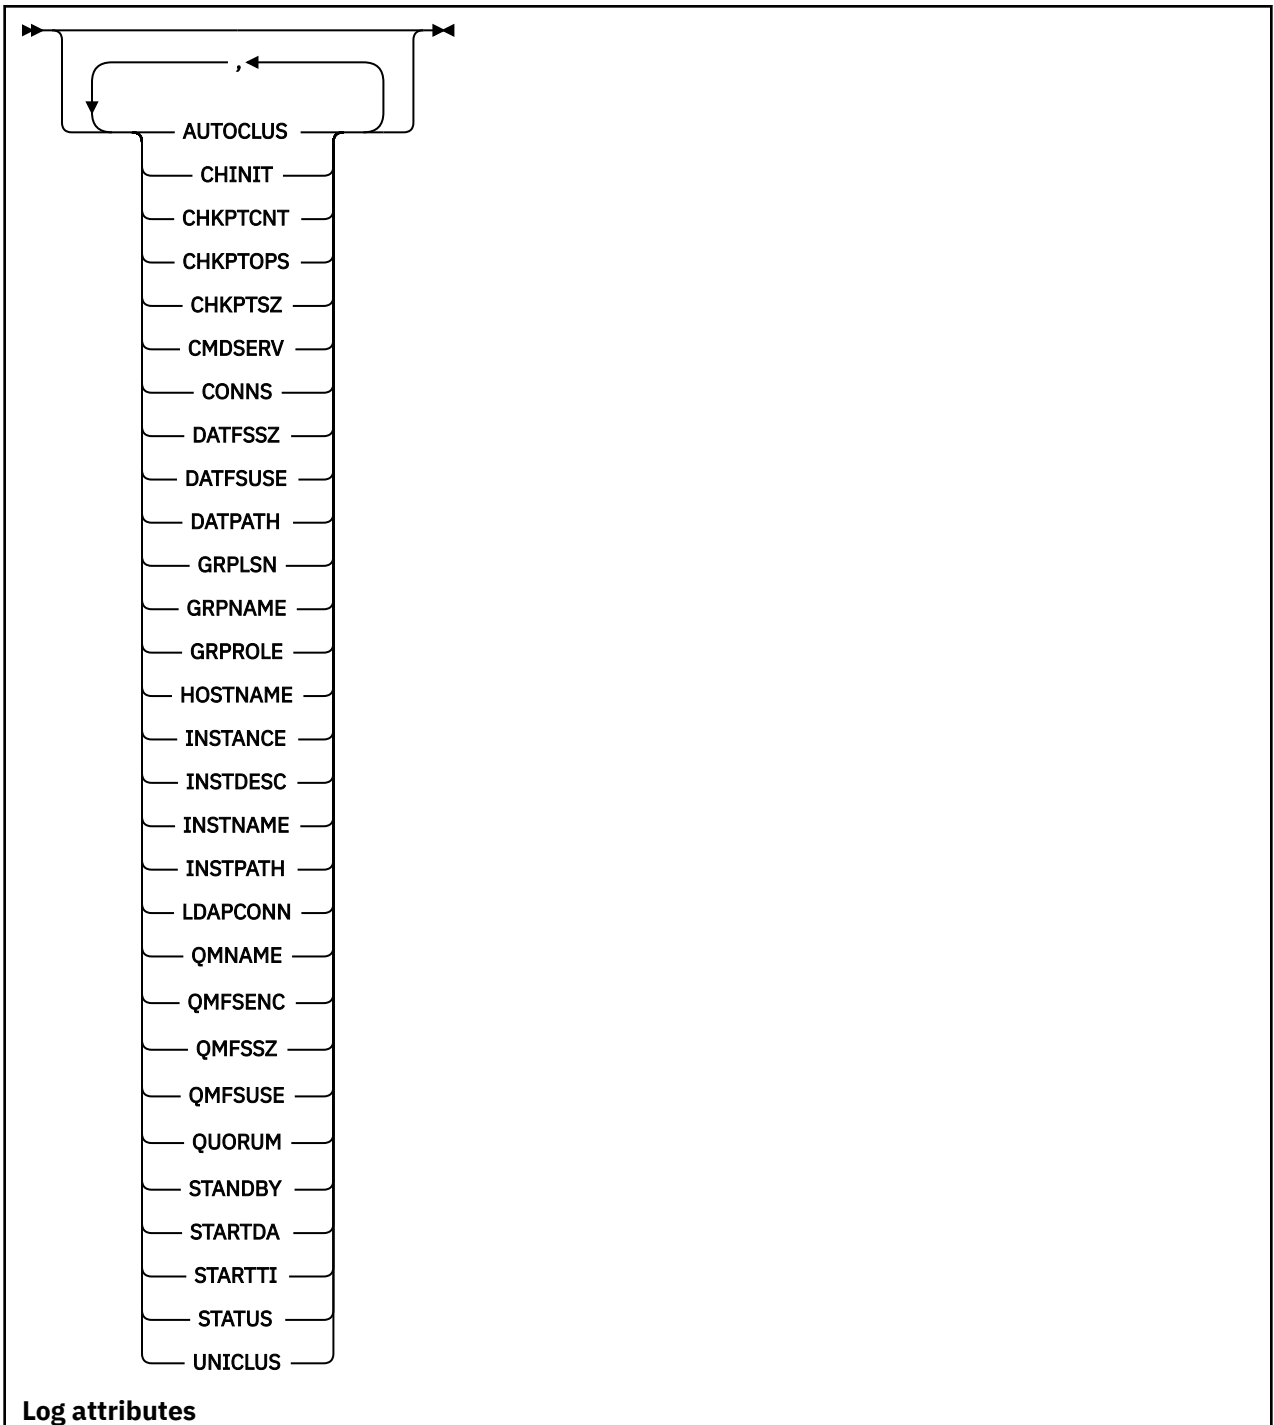 ,
AUTOCLUS
CHINIT
CHKPTCNT
CHKPTOPS
CHKPTSZ
CMDSERV
CONNS
DATFSSZ
DATFSUSE
DATPATH
GRPLSN
GRPNAME
GRPROLE
HOSTNAME
INSTANCE
INSTDESC
INSTNAME
INSTPATH
LDAPCONN
QMNAME
QMFSENC
QMFSSZ
QMFSUSE
QUORUM
STANDBY
STARTDA
STARTTI
STATUS
UNICLUS
Log attributes